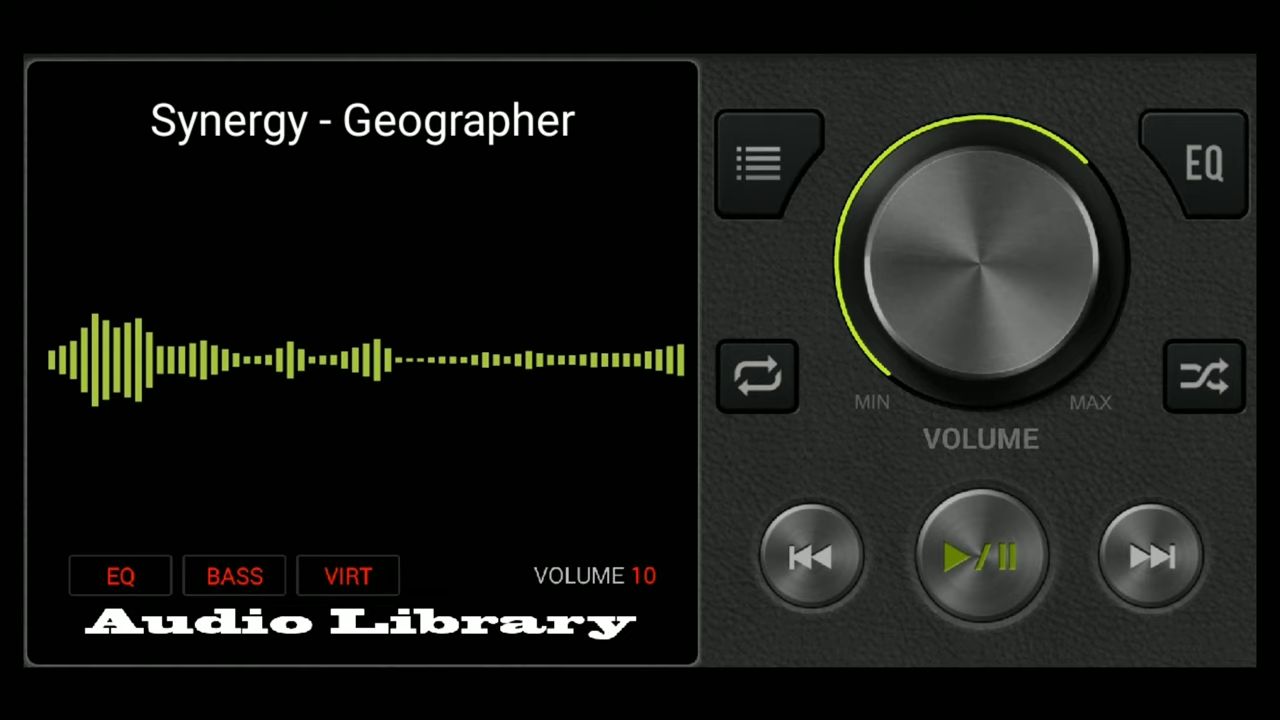 Synergy - Geographer
EQ
MIN
MAX
VOLUME
EQ BASS VIRT VOLUME 10
Audio Library